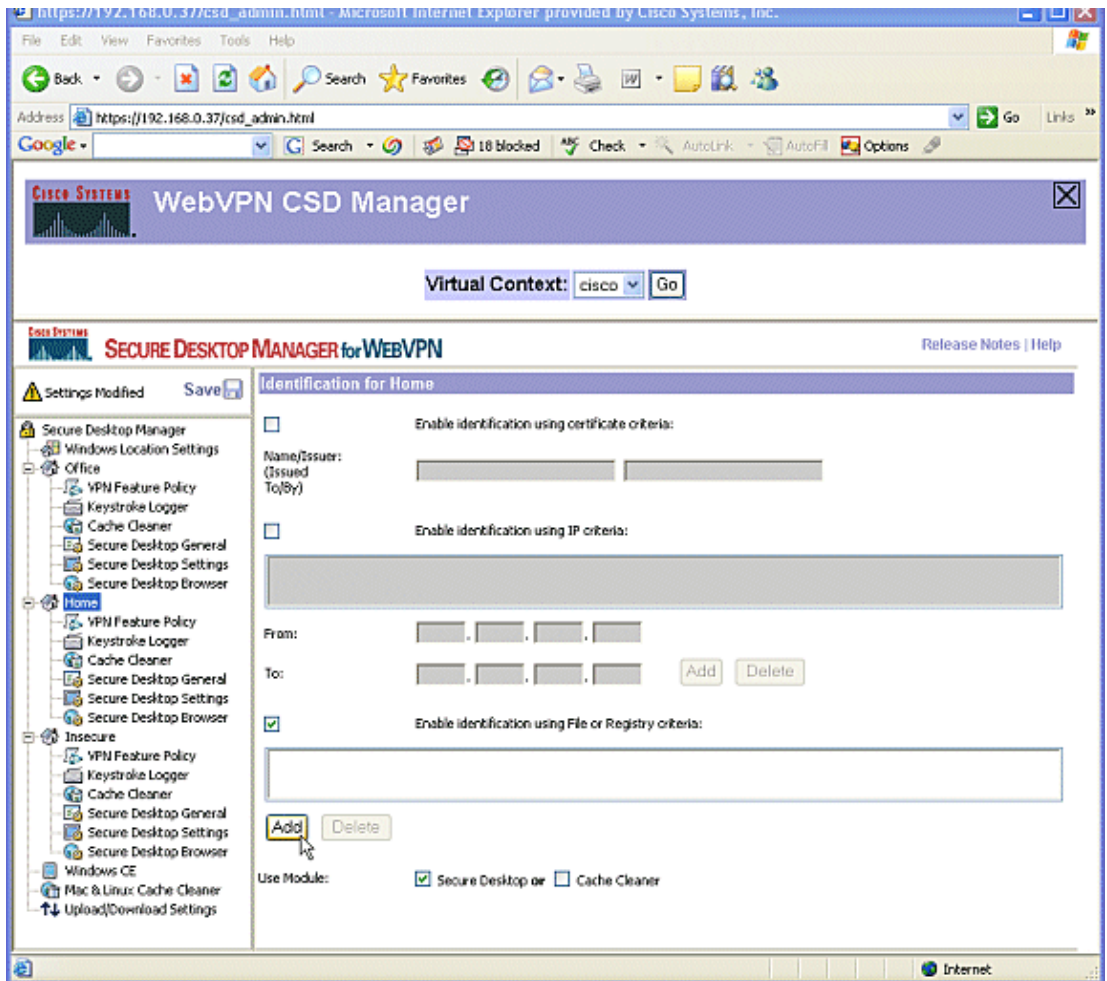 https://192.168.0.37/csd_admin.html - Microsoft Internet Explorer provided by Cisco Systems, Inc.
File Edit View Favorites Tools Help
Back Search Favorites
Address https://192.168.0.37/csd_admin.html Go Links »
Google Search 18 blocked ABC Check AutoLink AutoFill Options
CISCO SYSTEMS WebVPN CSD Manager
Virtual Context: cisco Go
CISCO SYSTEMS
SECURE DESKTOP MANAGER for WEBVPN Release Notes | Help
Settings Modified Save
Secure Desktop Manager
Windows Location Settings
Office
VPN Feature Policy
Keystroke Logger
Cache Cleaner
Secure Desktop General
Secure Desktop Settings
Secure Desktop Browser
Home
VPN Feature Policy
Keystroke Logger
Cache Cleaner
Secure Desktop General
Secure Desktop Settings
Secure Desktop Browser
Insecure
VPN Feature Policy
Keystroke Logger
Cache Cleaner
Secure Desktop General
Secure Desktop Settings
Secure Desktop Browser
Windows CE
Mac & Linux Cache Cleaner
Upload/Download Settings
Identification for Home
Enable identification using certificate criteria:
Name/Issuer:
(Issued
To/By)
Enable identification using IP criteria:
From: . . .
To: . . . Add Delete
Enable identification using File or Registry criteria:
Add Delete
Use Module: Secure Desktop or Cache Cleaner
Internet